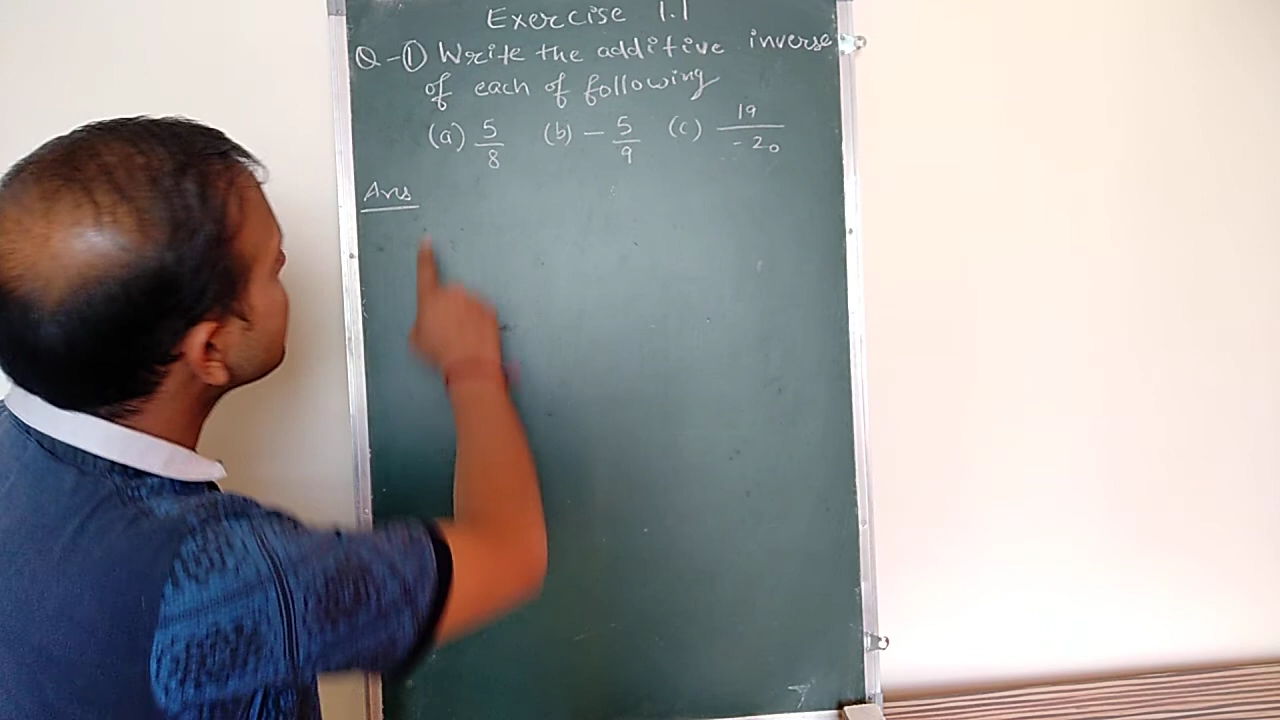 Exercise 1.1
Q-① Write the additive inverse
of each of following
(a) 5/8 (b) - 5/9 (c) 19/-20
Ans